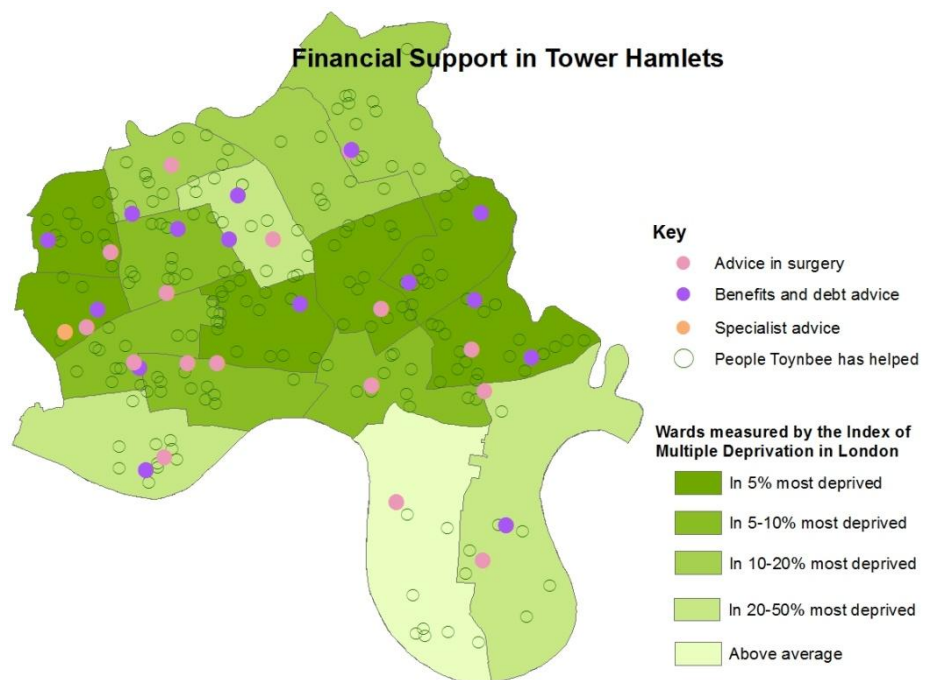 Financial Support in Tower Hamlets
Key
Advice in surgery
Benefits and debt advice
Specialist advice
People Toynbee has helped
Wards measured by the Index of
Multiple Deprivation in London
In 5% most deprived
In 5-10% most deprived
In 10-20% most deprived
In 20-50% most deprived
Above average